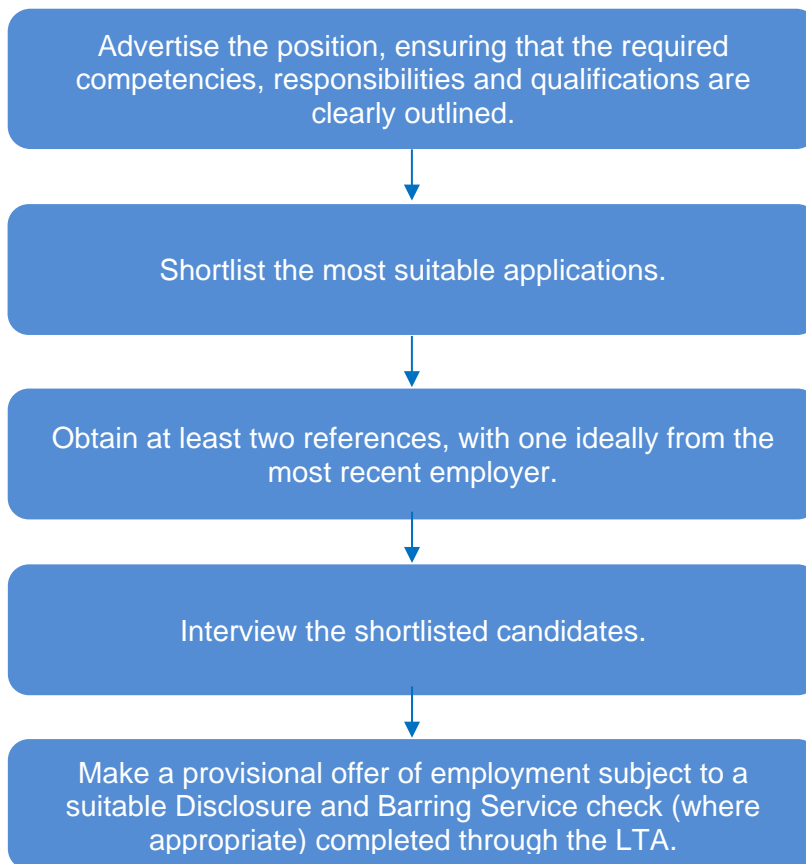 Advertise the position, ensuring that the required
competencies, responsibilities and qualifications are
clearly outlined.
Shortlist the most suitable applications.
Obtain at least two references, with one ideally from the
most recent employer.
Interview the shortlisted candidates.
Make a provisional offer of employment subject to a
suitable Disclosure and Barring Service check (where
appropriate) completed through the LTA.